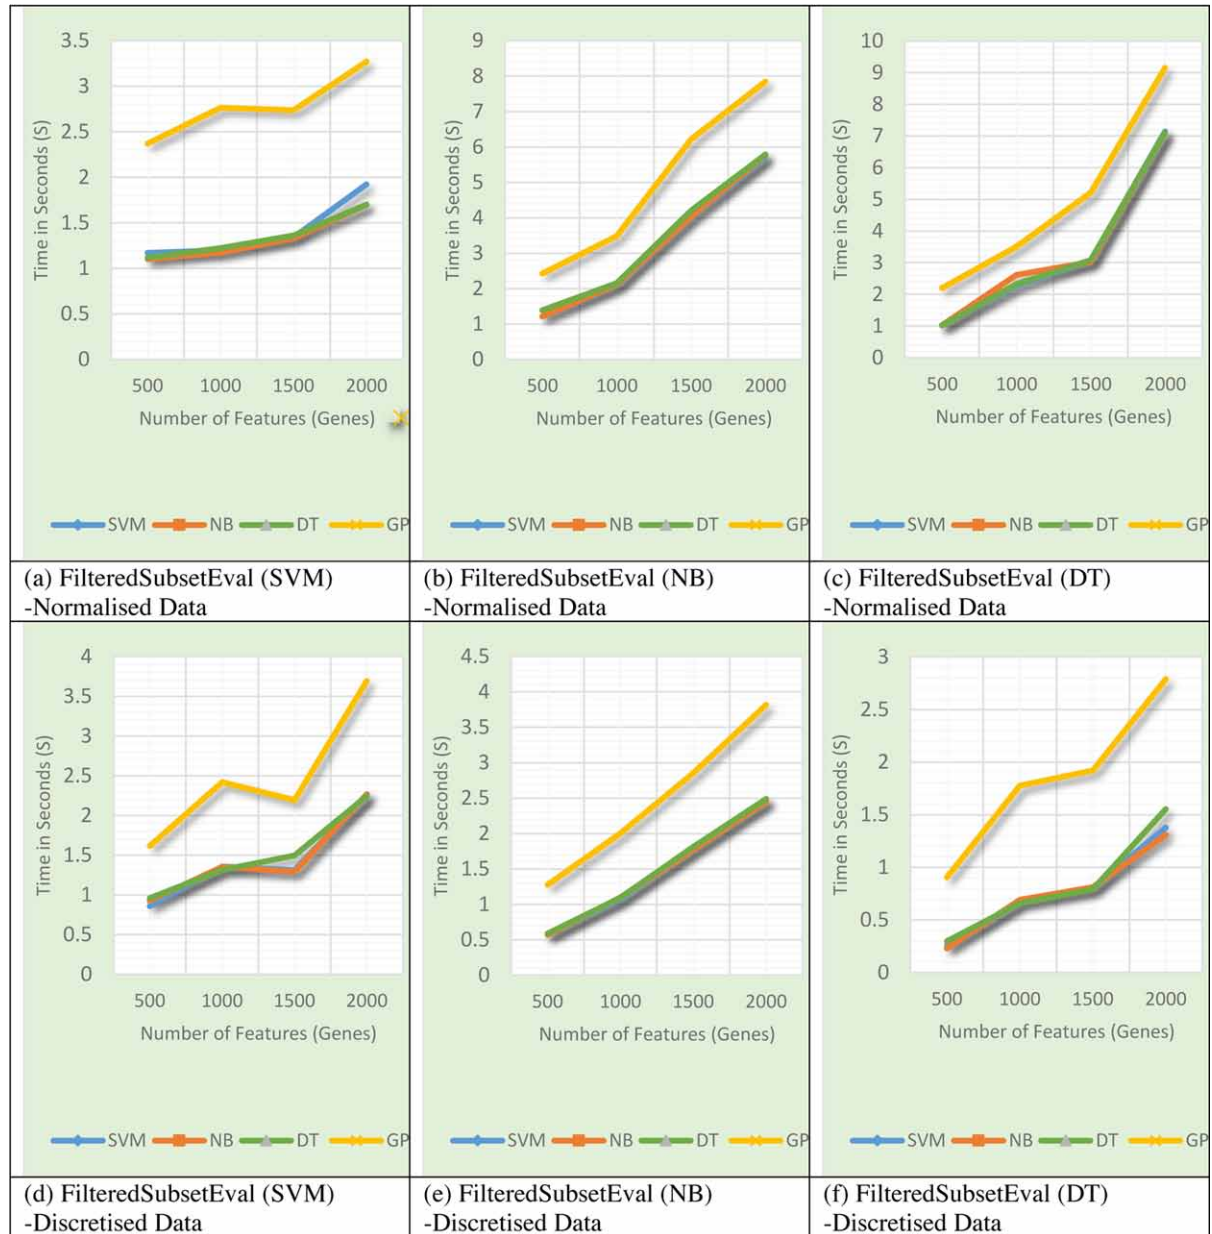 3.5
3
2.5
2
1.5
1
0.5
0
Time in Seconds (S)
500 1000 1500 2000
Number of Features (Genes)
SVM NB DT GP
9
8
7
6
5
4
3
2
1
0
Time in Seconds (S)
500 1000 1500 2000
Number of Features (Genes)
SVM NB DT GP
10
9
8
7
6
5
4
3
2
1
0
Time in Seconds (S)
500 1000 1500 2000
Number of Features (Genes)
SVM NB DT GP
(a) FilteredSubsetEval (SVM)
-Normalised Data
(b) FilteredSubsetEval (NB)
-Normalised Data
(c) FilteredSubsetEval (DT)
-Normalised Data
4
3.5
3
2.5
2
1.5
1
0.5
0
Time in Seconds (S)
500 1000 1500 2000
Number of Features (Genes)
SVM NB DT GP
4.5
4
3.5
3
2.5
2
1.5
1
0.5
0
Time in Seconds (S)
500 1000 1500 2000
Number of Features (Genes)
SVM NB DT GP
3
2.5
2
1.5
1
0.5
0
Time in Seconds (S)
500 1000 1500 2000
Number of Features (Genes)
SVM NB DT GP
(d) FilteredSubsetEval (SVM)
-Discretised Data
(e) FilteredSubsetEval (NB)
-Discretised Data
(f) FilteredSubsetEval (DT)
-Discretised Data